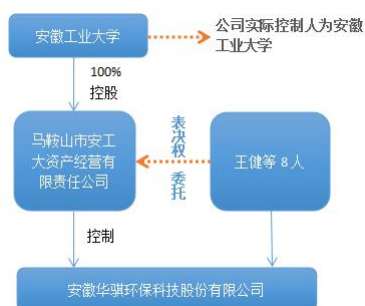 安徽工业大学
公司实际控制人为安徽
工业大学
100%
控股
马鞍山市安工
大资产经营有
限责任公司
表决权
委托
王健等 8 人
控制
安徽华骐环保科技股份有限公司